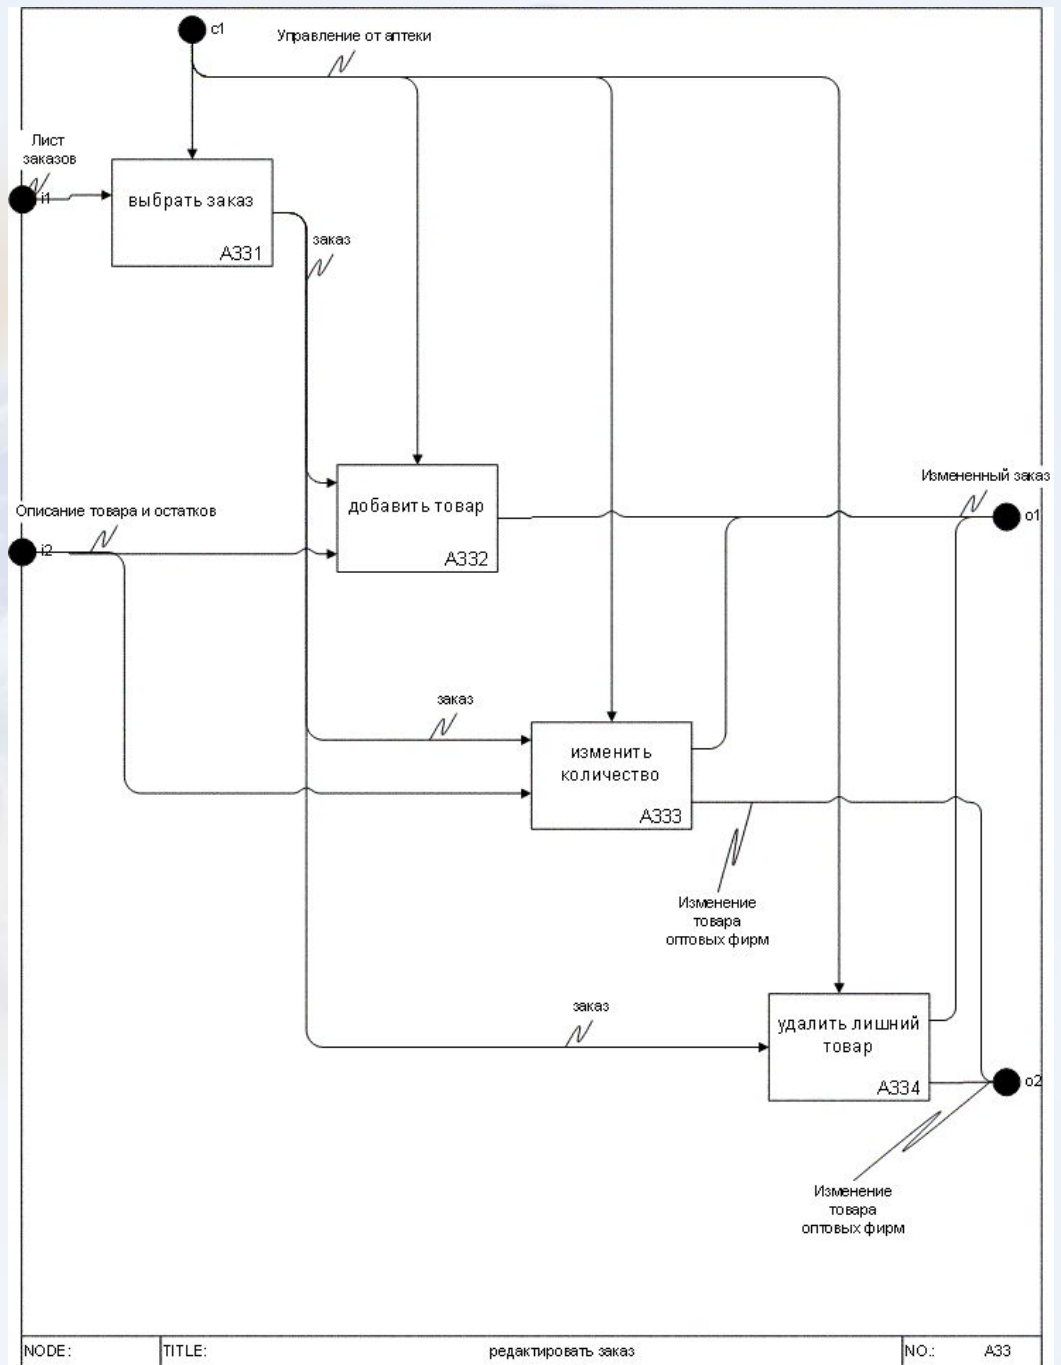 c1
Управление от аптеки
Лист
заказов
i1
выбрать заказ
A331
заказ
Измененный заказ
добавить товар
Описание товара и остатков
o1
i2
A332
заказ
изменить
количество
A333
Изменение
товара
оптовых фирм
заказ
удалить лишний
товар
A334
o2
Изменение
товара
оптовых фирм
NODE: TITLE: редактировать заказ NO.: A33